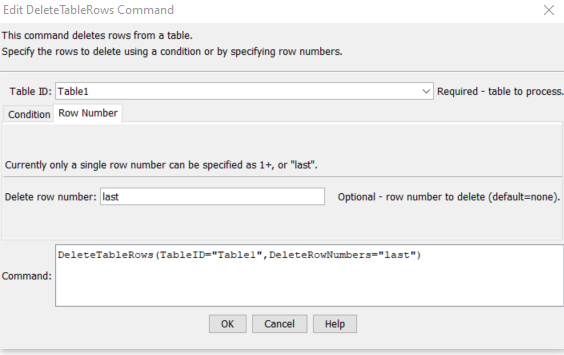 Edit DeleteTableRows Command
This command deletes rows from a table.
Specify the rows to delete using a condition or by specifying row numbers.
Table ID: Table1 Required - table to process.
Condition Row Number
Currently only a single row number can be specified as 1+, or "last".
Delete row number: last Optional - row number to delete (default=none).
DeleteTableRows(TableID="Table1",DeleteRowNumbers="last")
Command:
OK Cancel Help